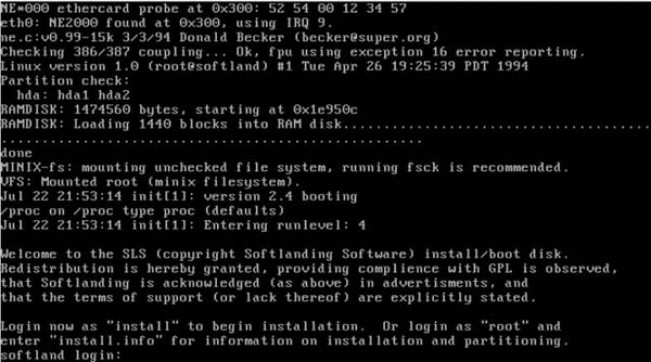 NE*000 ethercard probe at 0x300: 52 54 00 12 34 57
eth0: NE2000 found at 0x300, using IRQ 9.
ne.c:v0.99-15k 3/3/94 Donald Becker (becker@super.org)
Checking 386/387 coupling... Ok, fpu using exception 16 error reporting.
Linux version 1.0 (root@softland) #1 Tue Apr 26 19:25:39 PDT 1994
Partition check:
  hda: hda1 hda2
RAMDISK: 1474560 bytes, starting at 0x1e950c
RAMDISK: Loading 1440 blocks into RAM disk......................................
....................................................
done
MINIX-fs: mounting unchecked file system, running fsck is recommended.
VFS: Mounted root (minix filesystem).
Jul 22 21:53:14 init[1]: version 2.4 booting
/proc on /proc type proc (defaults)
Jul 22 21:53:14 init[1]: Entering runlevel: 4
Welcome to the SLS (copyright Softlanding Software) install/boot disk.
Redistribution is hereby granted, providing complience with GPL is observed,
that Softlanding is acknowledged (as above) in advertisments, and
that the terms of support (or lack thereof) are explicitly stated.
Login now as "install" to begin installation.  Or login as "root" and
enter "install.info" for information on installation and partitioning.
softland login: